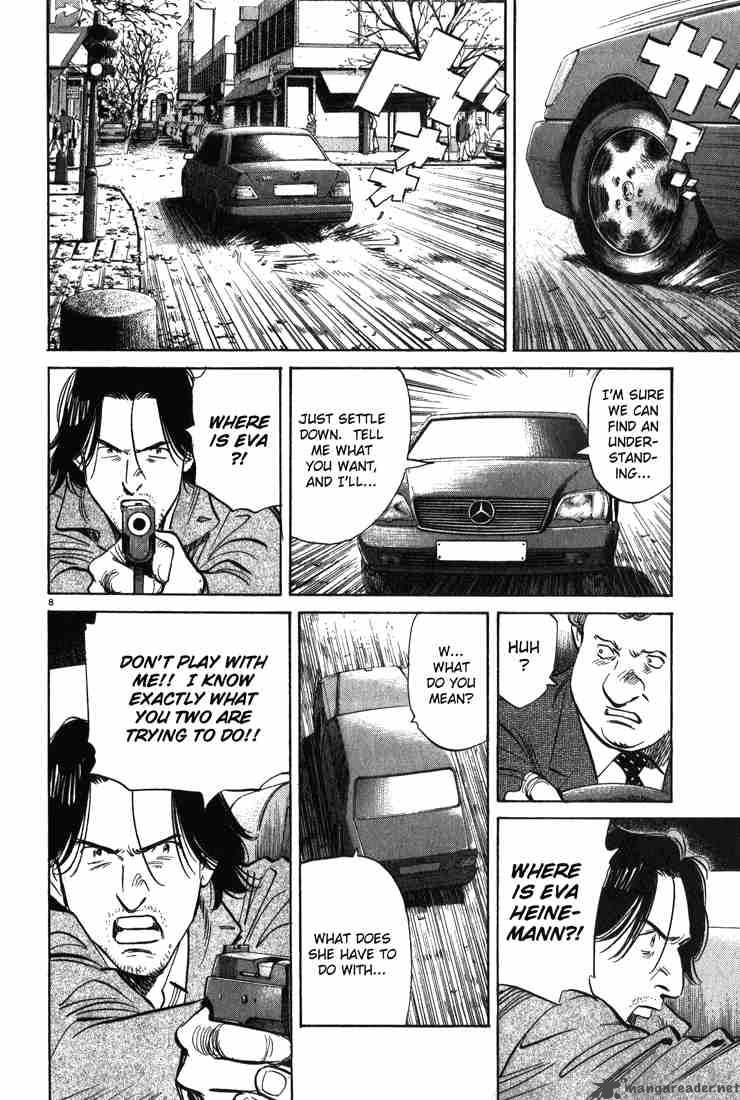 I'M SURE
WE CAN
FIND AN
UNDER-
STAND-
ING...
JUST SETTLE
DOWN. TELL
ME WHAT
YOU WANT,
AND I'LL...
WHERE
IS EVA
?!
8
HUH
?
WHERE
IS EVA
HEINE-
MANN?!
W...
WHAT
DO YOU
MEAN?
WHAT DOES
SHE HAVE TO
DO WITH...
DON'T PLAY WITH
ME!! I KNOW
EXACTLY WHAT
YOU TWO ARE
TRYING TO DO!!
mangareader.net